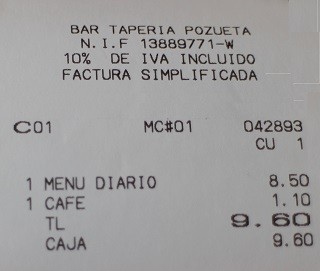 BAR TAPERIA POZUETA
N.I.F 13889771-W
10% DE IVA INCLUIDO
FACTURA SIMPLIFICADA
C01 MC#01 042893
CU 1
1 MENU DIARIO 8.50
1 CAFE 1.10
TL 9.60
CAJA 9.60